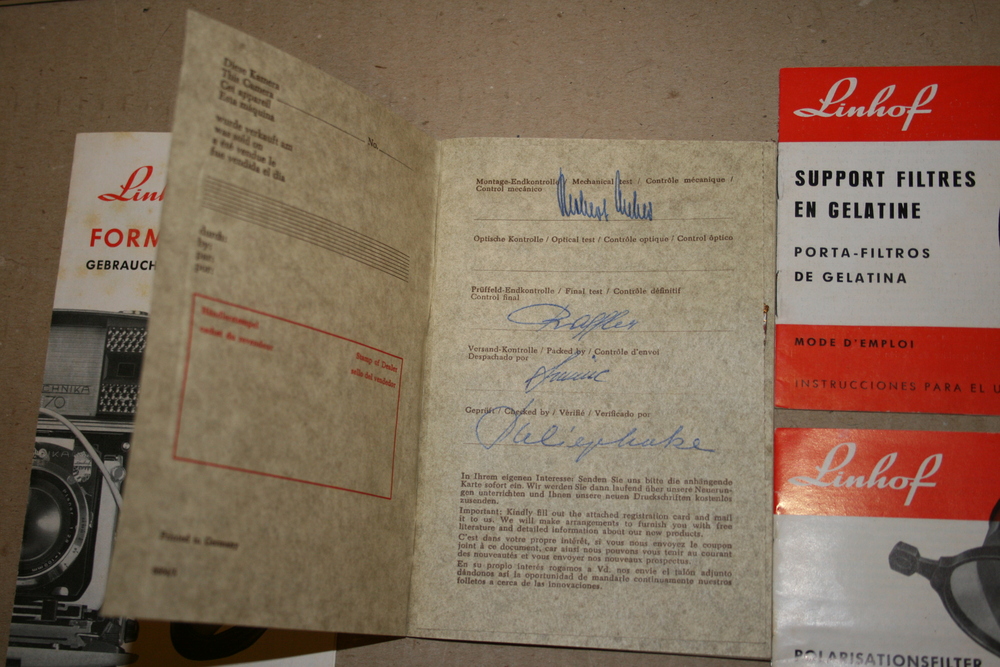 Diese Kamera
This Camera
Cet appareil
Esta máquina
No.
wurde verkauft am
was sold on
a été vendue le
fue vendida el día
durch:
by:
par:
por:
Händlerstempel
Stamp of Dealer
Printed in Germany
Lin
FORM
GEBRAUCH
TECHNIKA
70
Montage-Endkontrolle / Mechanical test / Contrôle mécanique /
Control mecánico
Optische Kontrolle / Optical test / Contrôle optique / Control óptico
Prüffeld-Endkontrolle / Final test / Contrôle définitif
Control final
Versand-Kontrolle / Packed by / Contrôle d'envoi
Despachado por
Geprüft / Checked by / Vérifié / Verificado por
In Ihrem eigenen Interesse: Senden Sie uns bitte die anhängende
Karte sofort ein. Wir werden Sie dann laufend über unsere Neuerun-
gen unterrichten und Ihnen unsere neuen Druckschriften kostenlos
zusenden.
Important: Kindly fill out the attached registration card and mail
it to us. We will make arrangements to furnish you with free
literature and detailed information about our new products.
C'est dans votre propre intérêt, si vous nous envoyez le coupon
joint à ce document, car ainsi nous pouvons vous tenir au courant
des nouveautés et vous envoyez nos nouveaux prospectus.
En su propio interés rogamos a Vd. nos envíe el talón adjunto
dándonos así la oportunidad de mandarle continuamente nuestros
folletos a cerca de las innovaciones.
Linhof
SUPPORT FILTRES
EN GELATINE
PORTA-FILTROS
DE GELATINA
MODE D'EMPLOI
INSTRUCCIONES PARA EL U
Linhof
POLARISATIONSFILTER